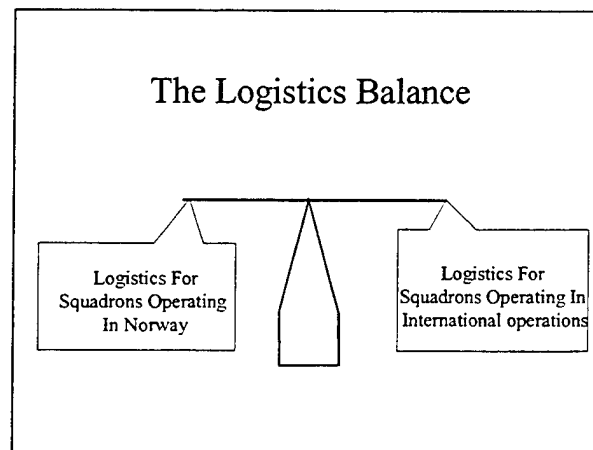 The Logistics Balance
Logistics For
Squadrons Operating
In Norway
Logistics For
Squadrons Operating In
International operations